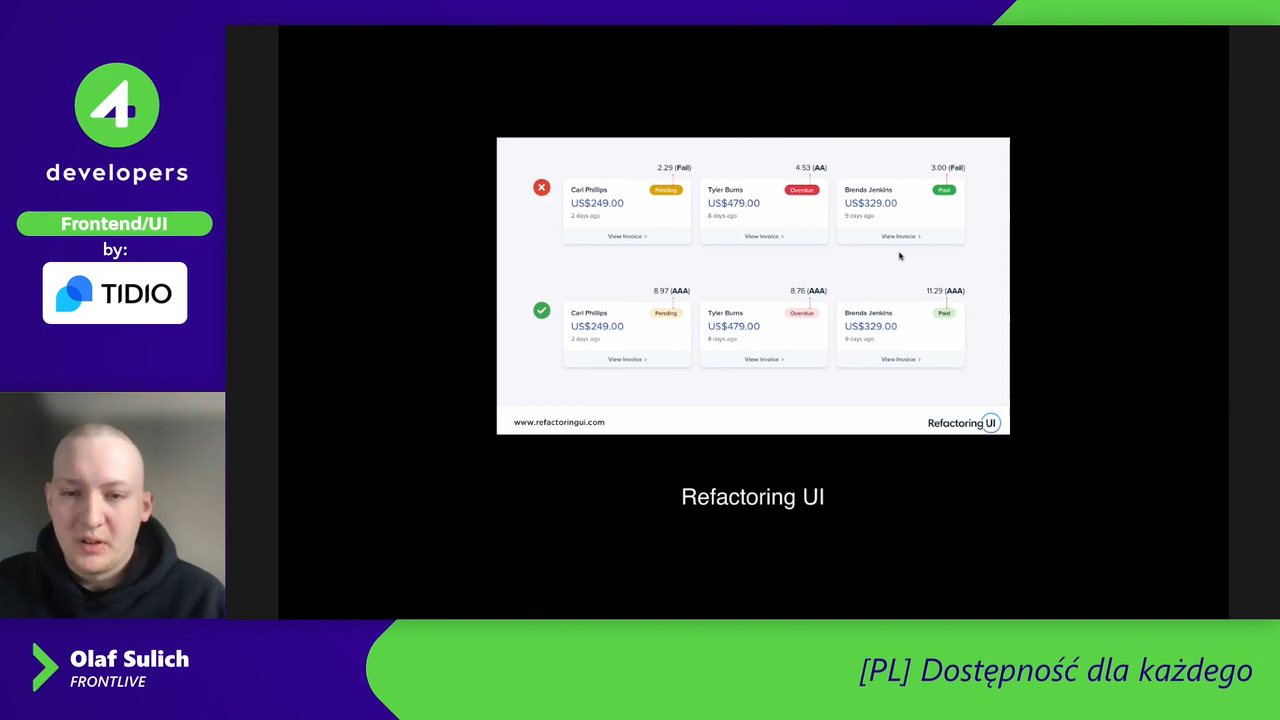 4
developers
Frontend/UI
by:
TIDIO
2.29 (Fail)
4.53 (AA)
3.00 (Fail)
Carl Phillips
Pending
US$249.00
2 days ago
View Invoice >
Tyler Burns
Overdue
US$479.00
8 days ago
View Invoice >
Brenda Jenkins
Paid
US$329.00
9 days ago
View Invoice >
8.97 (AAA)
8.76 (AAA)
11.29 (AAA)
Carl Phillips
Pending
US$249.00
2 days ago
View Invoice >
Tyler Burns
Overdue
US$479.00
8 days ago
View Invoice >
Brenda Jenkins
Paid
US$329.00
9 days ago
View Invoice >
www.refactoringui.com
Refactoring UI
Refactoring UI
Olaf Sulich
FRONTLIVE
[PL] Dostępność dla każdego